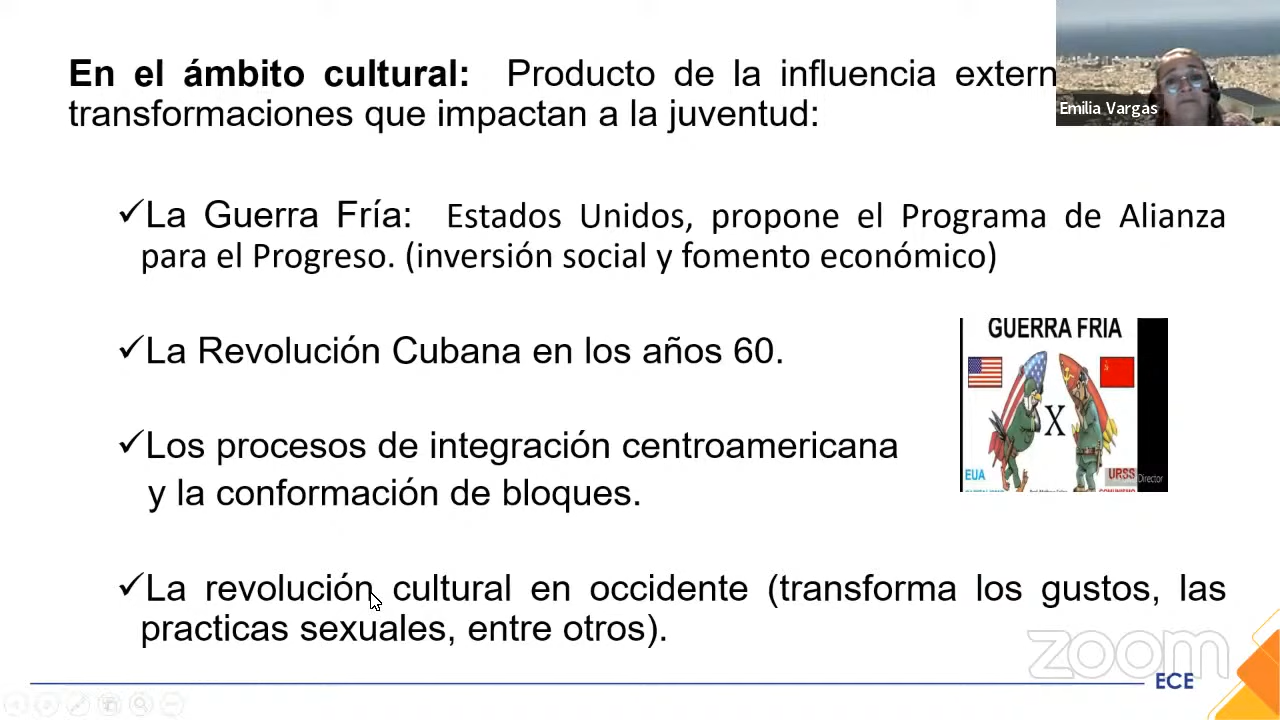 En el ámbito cultural: Producto de la influencia extern
transformaciones que impactan a la juventud:
Emilia Vargas
✓La Guerra Fría: Estados Unidos, propone el Programa de Alianza
para el Progreso. (inversión social y fomento económico)
✓La Revolución Cubana en los años 60.
GUERRA FRIA
X
EUA
URSS
Director
✓Los procesos de integración centroamericana
y la conformación de bloques.
✓La revolución cultural en occidente (transforma los gustos, las
practicas sexuales, entre otros).
zoom
ECE